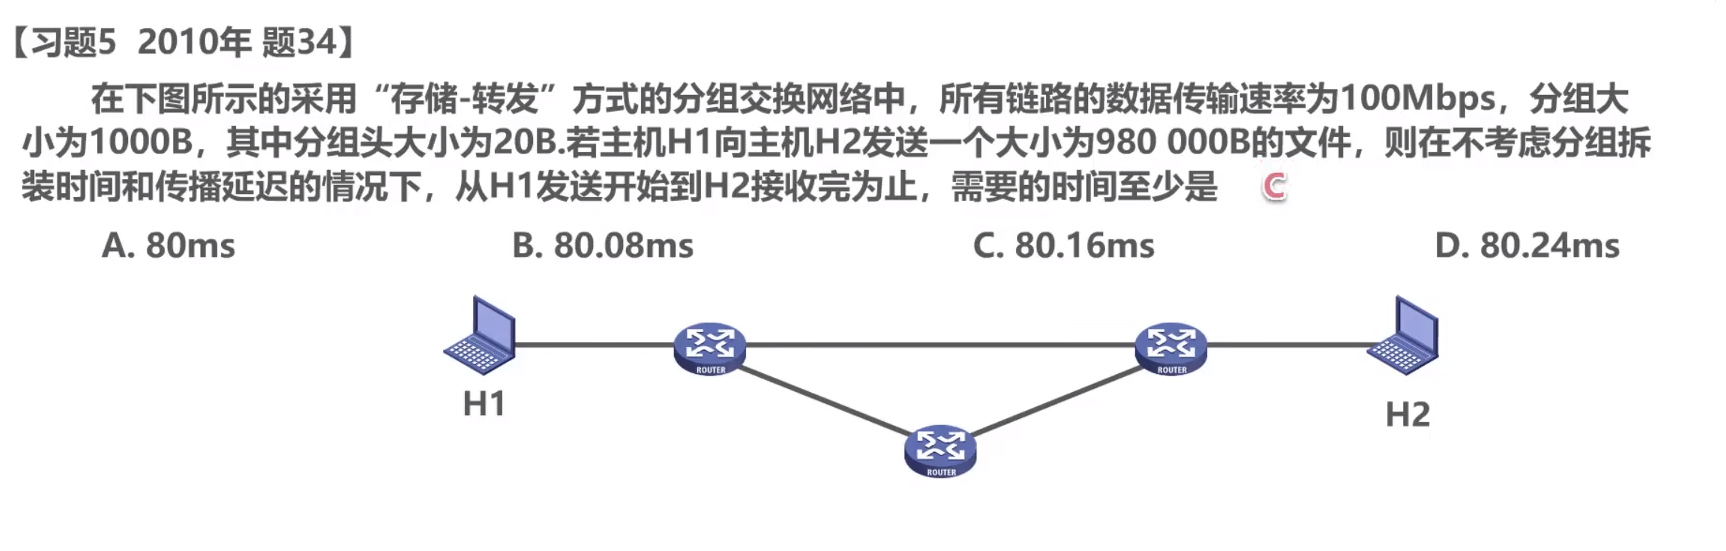 【习题5 2010年 题34】
在下图所示的采用“存储-转发”方式的分组交换网络中，所有链路的数据传输速率为100Mbps，分组大
小为1000B，其中分组头大小为20B.若主机H1向主机H2发送一个大小为980 000B的文件，则在不考虑分组拆
装时间和传播延迟的情况下，从H1发送开始到H2接收完为止，需要的时间至少是 C
A. 80ms B. 80.08ms C. 80.16ms D. 80.24ms
ROUTER ROUTER
H1 H2
ROUTER